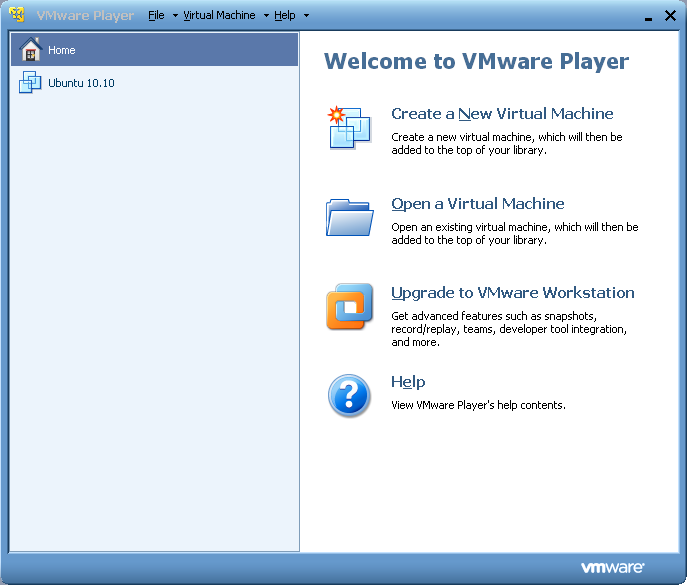 VMware Player File Virtual Machine Help
Home
Ubuntu 10.10
Welcome to VMware Player
Create a New Virtual Machine
Create a new virtual machine, which will then be
added to the top of your library.
Open a Virtual Machine
Open an existing virtual machine, which will then be
added to the top of your library.
Upgrade to VMware Workstation
Get advanced features such as snapshots,
record/replay, teams, developer tool integration,
and more.
Help
View VMware Player's help contents.
vmware